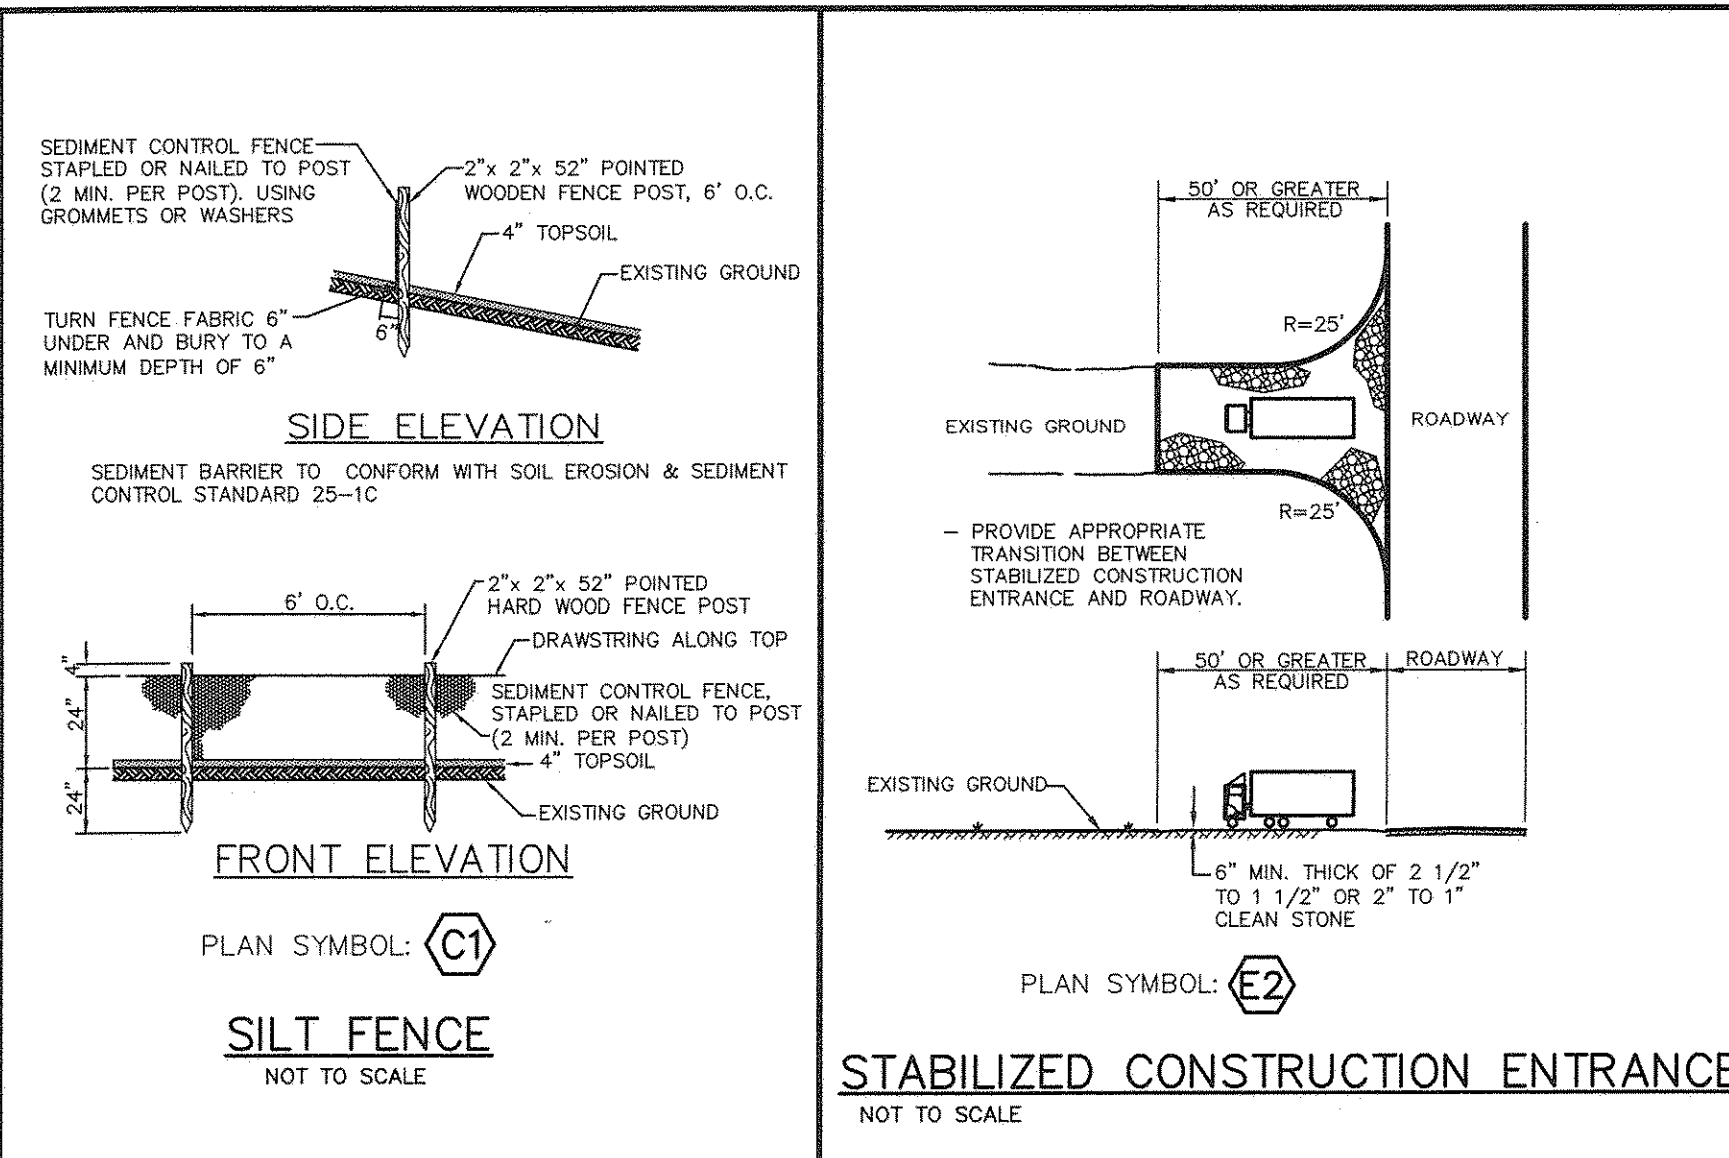 SEDIMENT CONTROL FENCE
STAPLED OR NAILED TO POST
(2 MIN. PER POST). USING
GROMMETS OR WASHERS
2"x 2"x 52" POINTED
WOODEN FENCE POST, 6' O.C.
4" TOPSOIL
EXISTING GROUND
TURN FENCE FABRIC 6"
UNDER AND BURY TO A
MINIMUM DEPTH OF 6"
6"
SIDE ELEVATION
SEDIMENT BARRIER TO CONFORM WITH SOIL EROSION & SEDIMENT
CONTROL STANDARD 25-1C
6' O.C.
2"x 2"x 52" POINTED
HARD WOOD FENCE POST
DRAWSTRING ALONG TOP
4"
24"
24"
SEDIMENT CONTROL FENCE,
STAPLED OR NAILED TO POST
(2 MIN. PER POST)
4" TOPSOIL
EXISTING GROUND
FRONT ELEVATION
PLAN SYMBOL: C1
SILT FENCE
NOT TO SCALE
50' OR GREATER
AS REQUIRED
R=25'
EXISTING GROUND
ROADWAY
R=25'
- PROVIDE APPROPRIATE
TRANSITION BETWEEN
STABILIZED CONSTRUCTION
ENTRANCE AND ROADWAY.
50' OR GREATER
AS REQUIRED
ROADWAY
EXISTING GROUND
6" MIN. THICK OF 2 1/2"
TO 1 1/2" OR 2" TO 1"
CLEAN STONE
PLAN SYMBOL: E2
STABILIZED CONSTRUCTION ENTRANCE
NOT TO SCALE